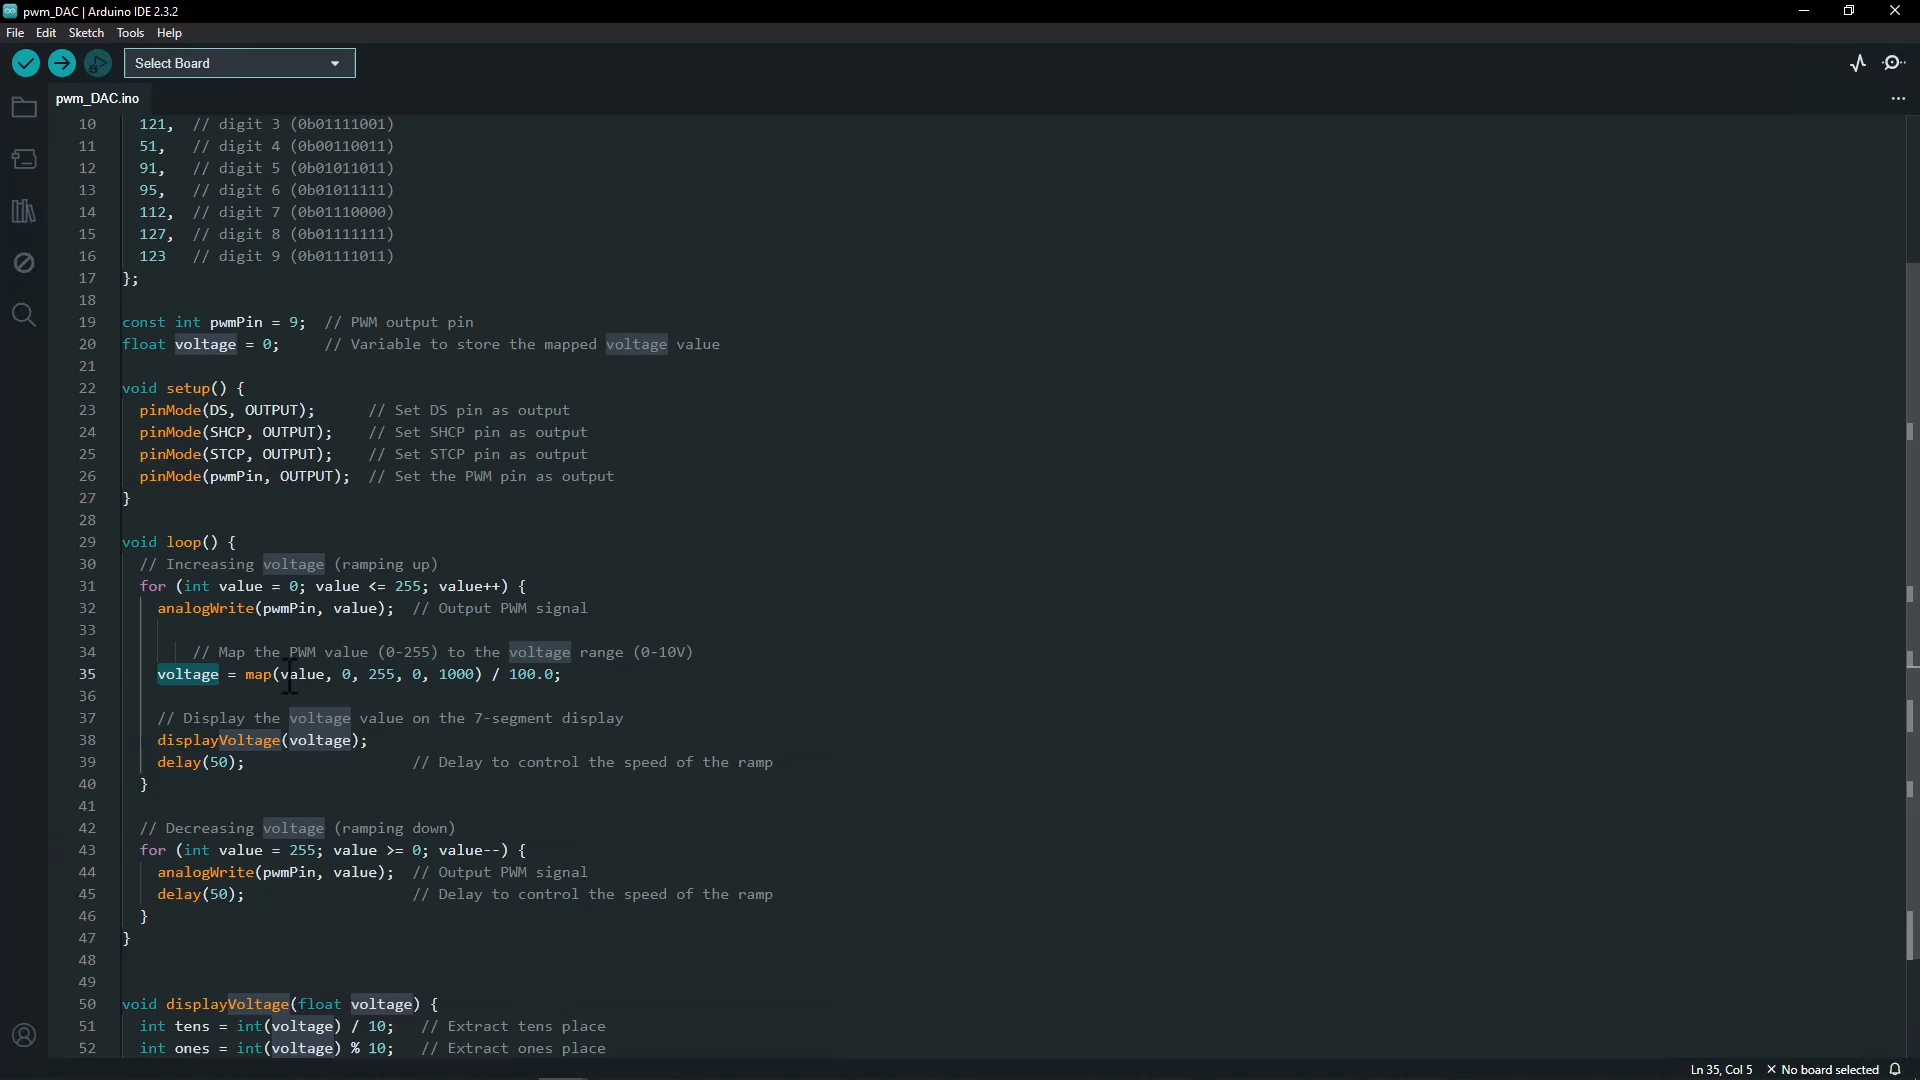 pwm_DAC | Arduino IDE 2.3.2
File Edit Sketch Tools Help
Select Board
pwm_DAC.ino
10 121, // digit 3 (0b01111001)
11 51, // digit 4 (0b00110011)
12 91, // digit 5 (0b01011011)
13 95, // digit 6 (0b01011111)
14 112, // digit 7 (0b01110000)
15 127, // digit 8 (0b01111111)
16 123 // digit 9 (0b01111011)
17 };
18
19 const int pwmPin = 9; // PWM output pin
20 float voltage = 0; // Variable to store the mapped voltage value
21
22 void setup() {
23 pinMode(DS, OUTPUT); // Set DS pin as output
24 pinMode(SHCP, OUTPUT); // Set SHCP pin as output
25 pinMode(STCP, OUTPUT); // Set STCP pin as output
26 pinMode(pwmPin, OUTPUT); // Set the PWM pin as output
27 }
28
29 void loop() {
30 // Increasing voltage (ramping up)
31 for (int value = 0; value <= 255; value++) {
32 analogWrite(pwmPin, value); // Output PWM signal
33
34 // Map the PWM value (0-255) to the voltage range (0-10V)
35 voltage = map(value, 0, 255, 0, 1000) / 100.0;
36
37 // Display the voltage value on the 7-segment display
38 displayVoltage(voltage);
39 delay(50); // Delay to control the speed of the ramp
40 }
41
42 // Decreasing voltage (ramping down)
43 for (int value = 255; value >= 0; value--) {
44 analogWrite(pwmPin, value); // Output PWM signal
45 delay(50); // Delay to control the speed of the ramp
46 }
47 }
48
49
50 void displayVoltage(float voltage) {
51 int tens = int(voltage) / 10; // Extract tens place
52 int ones = int(voltage) % 10; // Extract ones place
Ln 35, Col 5 × No board selected